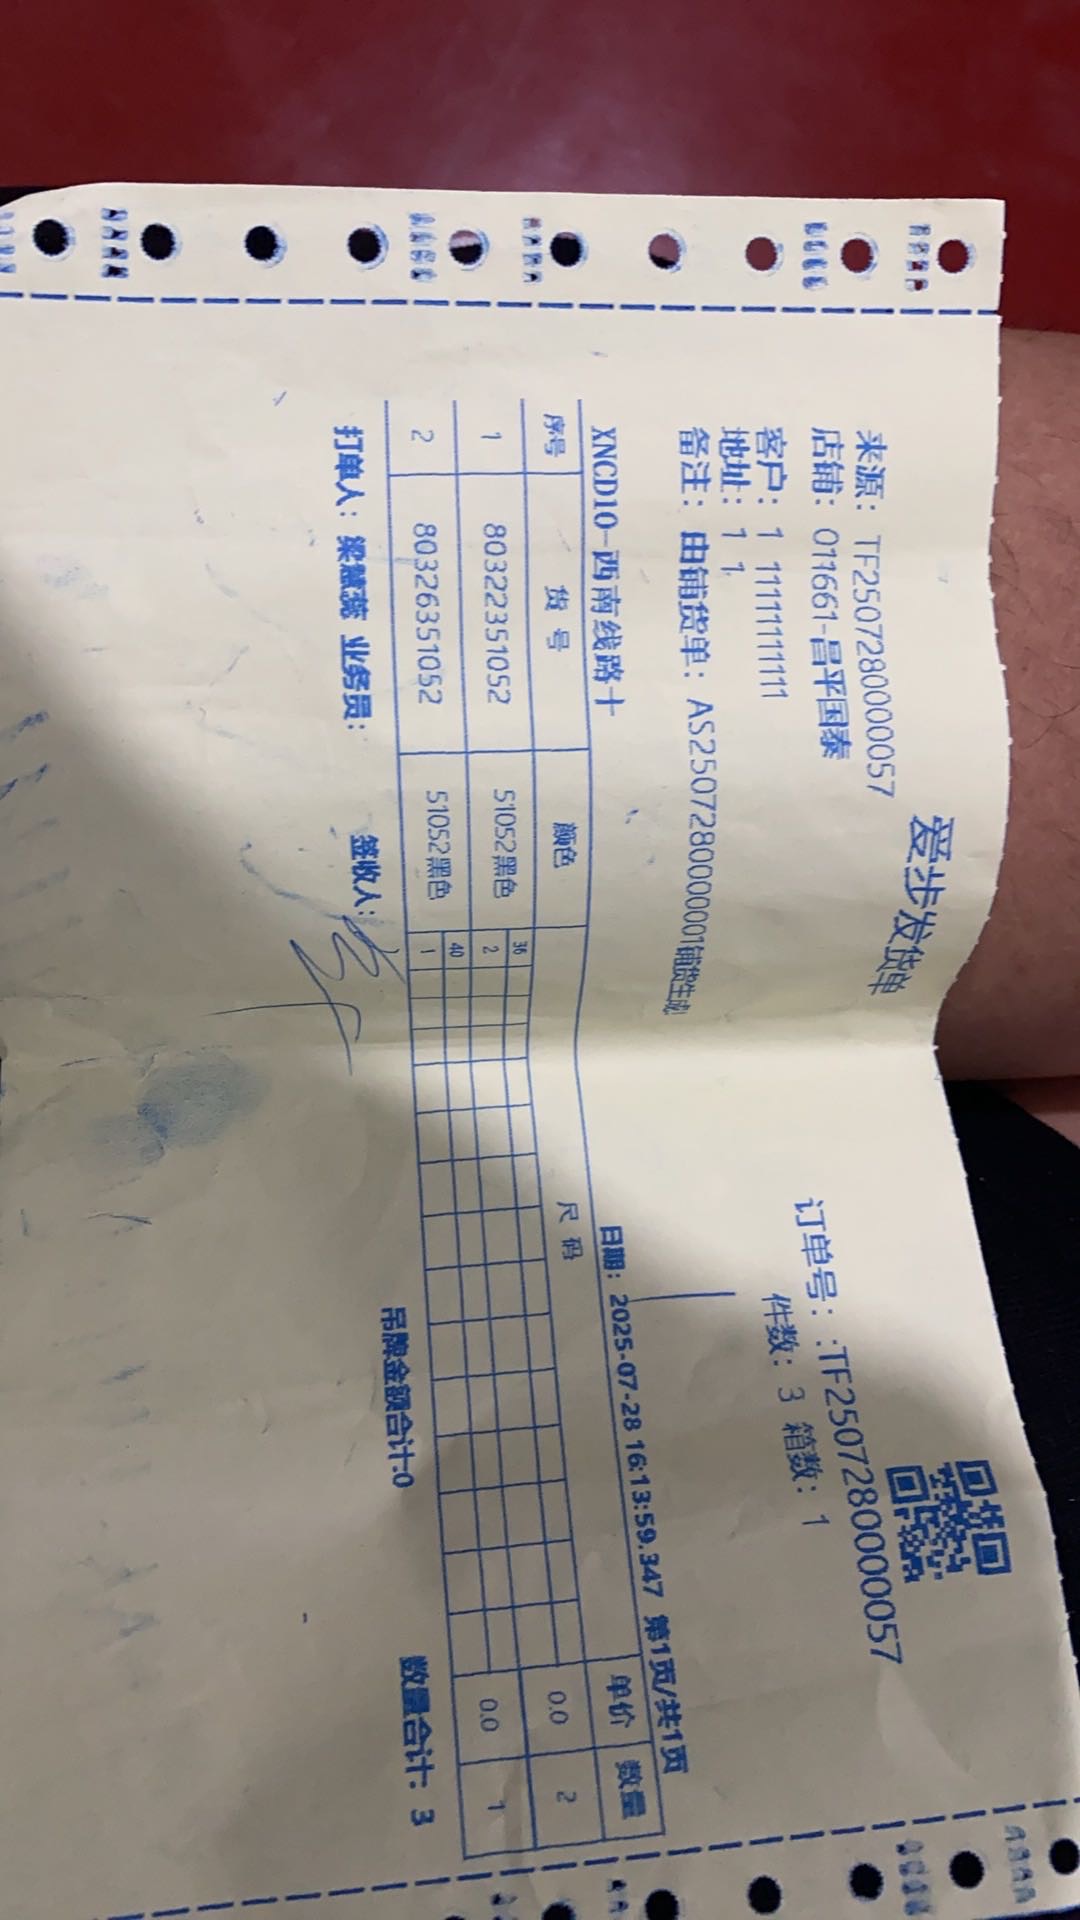 爱步发货单
来源：TF250728000057
订单号：:TF250728000057
店铺：011661-昌平国泰
件数：3 箱数：1
客户：1 11111111111
地址：1 1
备注：由铺货单：AS2507280000001铺货生成
XNCD10-西南线路十 日期：2025-07-28 16:13:59.347 第1页/共1页
序号 货号 颜色 尺码 单价 数量
36
1 80322351052 51052黑色 2 0.0 2
40
2 80326351052 51052黑色 1 0.0 1
打单人：梁 业务员： 签收人： 吊牌金额合计:0 数量合计：3